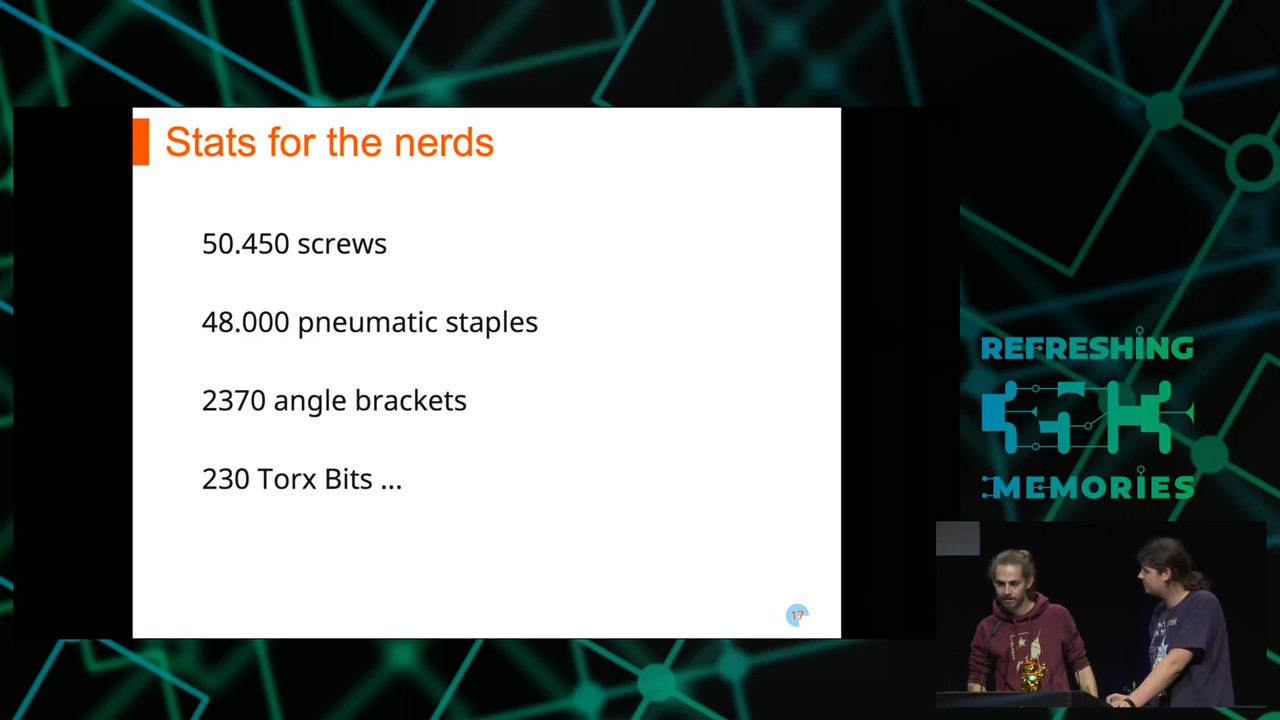 Stats for the nerds
50.450 screws
48.000 pneumatic staples
2370 angle brackets
230 Torx Bits ...
17
REFRESHING
MEMORIES